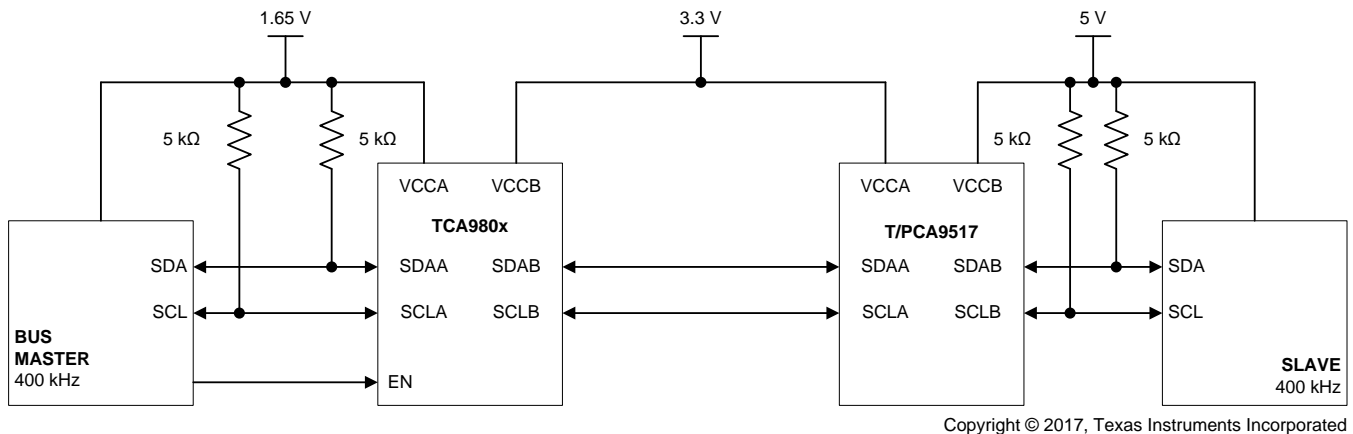 1.65 V
3.3 V
5 V
5 kΩ
5 kΩ
5 kΩ
5 kΩ
VCCA VCCB
VCCA VCCB
TCA980x
T/PCA9517
SDA
SDAA SDAB
SDAA SDAB
SDA
SCL
SCLA SCLB
SCLA SCLB
SCL
BUS
MASTER
400 kHz
EN
SLAVE
400 kHz
Copyright © 2017, Texas Instruments Incorporated